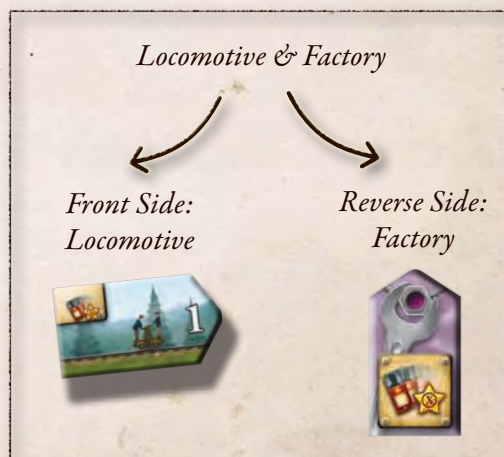 Locomotive & Factory
Front Side:
Locomotive
Reverse Side:
Factory
1